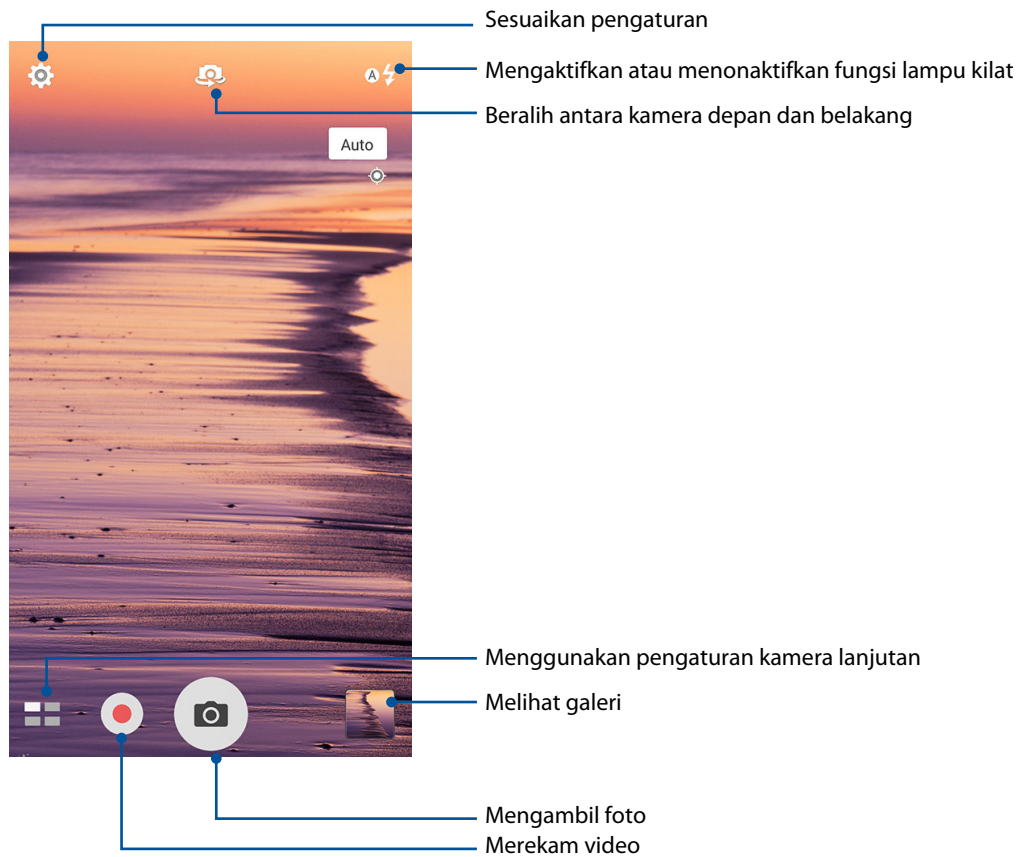 Sesuaikan pengaturan
Mengaktifkan atau menonaktifkan fungsi lampu kilat
A
Beralih antara kamera depan dan belakang
Auto
Menggunakan pengaturan kamera lanjutan
Melihat galeri
Mengambil foto
Merekam video